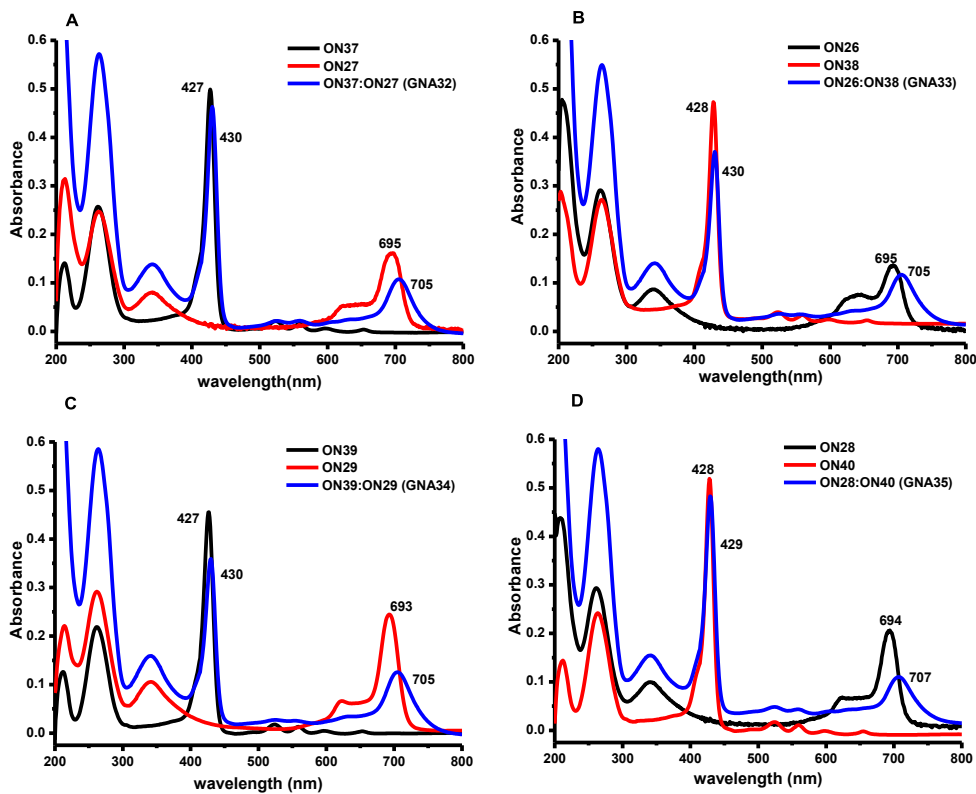 A
ON37
ON27
ON37:ON27 (GNA32)
427
430
695
705
Absorbance
0.6
0.5
0.4
0.3
0.2
0.1
0.0
200 300 400 500 600 700 800
wavelength(nm)
B
ON26
ON38
ON26:ON38 (GNA33)
428
430
695
705
Absorbance
0.6
0.5
0.4
0.3
0.2
0.1
0.0
200 300 400 500 600 700 800
wavelength(nm)
C
ON39
ON29
ON39:ON29 (GNA34)
427
430
693
705
Absorbance
0.6
0.5
0.4
0.3
0.2
0.1
0.0
200 300 400 500 600 700 800
wavelength (nm)
D
ON28
ON40
ON28:ON40 (GNA35)
428
429
694
707
Absorbance
0.6
0.5
0.4
0.3
0.2
0.1
0.0
200 300 400 500 600 700 800
wavelength (nm)